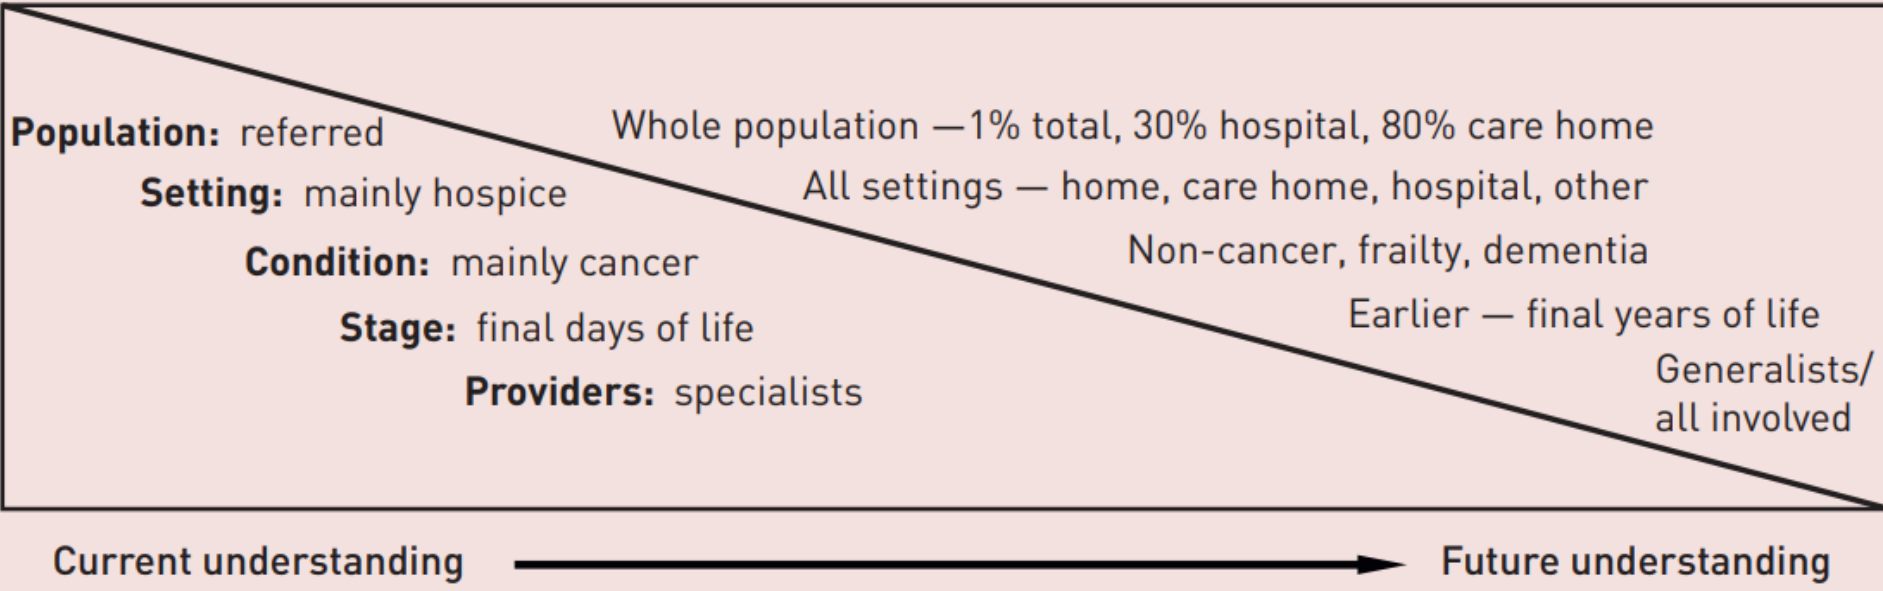 Population: referred
Whole population —1% total, 30% hospital, 80% care home
Setting: mainly hospice
All settings — home, care home, hospital, other
Condition: mainly cancer
Non-cancer, frailty, dementia
Stage: final days of life
Earlier — final years of life
Providers: specialists
Generalists/
all involved
Current understanding
Future understanding